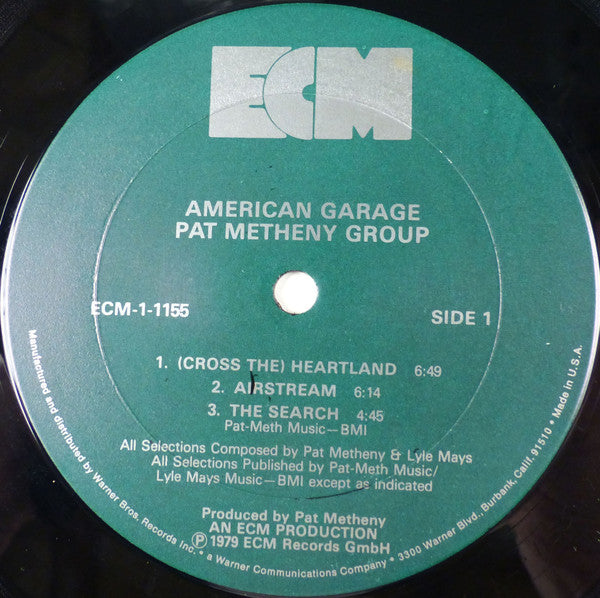 ECM
AMERICAN GARAGE
PAT METHENY GROUP
ECM-1-1155
SIDE 1
1. (CROSS THE) HEARTLAND 6:49
2. AIRSTREAM 6:14
3. THE SEARCH 4:45
Pat-Meth Music—BMI
All Selections Composed by Pat Metheny & Lyle Mays
All Selections Published by Pat-Meth Music/
Lyle Mays Music—BMI except as indicated
Produced by Pat Metheny
AN ECM PRODUCTION
℗ 1979 ECM Records GmbH
Manufactured and distributed by Warner Bros. Records Inc. • a Warner Communications Company • 3300 Warner Blvd., Burbank, Calif. 91510 • Made in U.S.A.